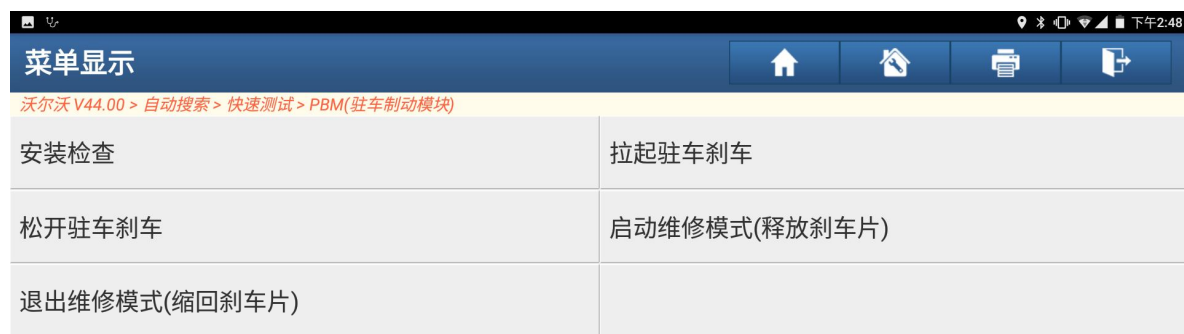 下午2:48
菜单显示
沃尔沃 V44.00 > 自动搜索 > 快速测试 > PBM(驻车制动模块)
安装检查
拉起驻车刹车
松开驻车刹车
启动维修模式(释放刹车片)
退出维修模式(缩回刹车片)